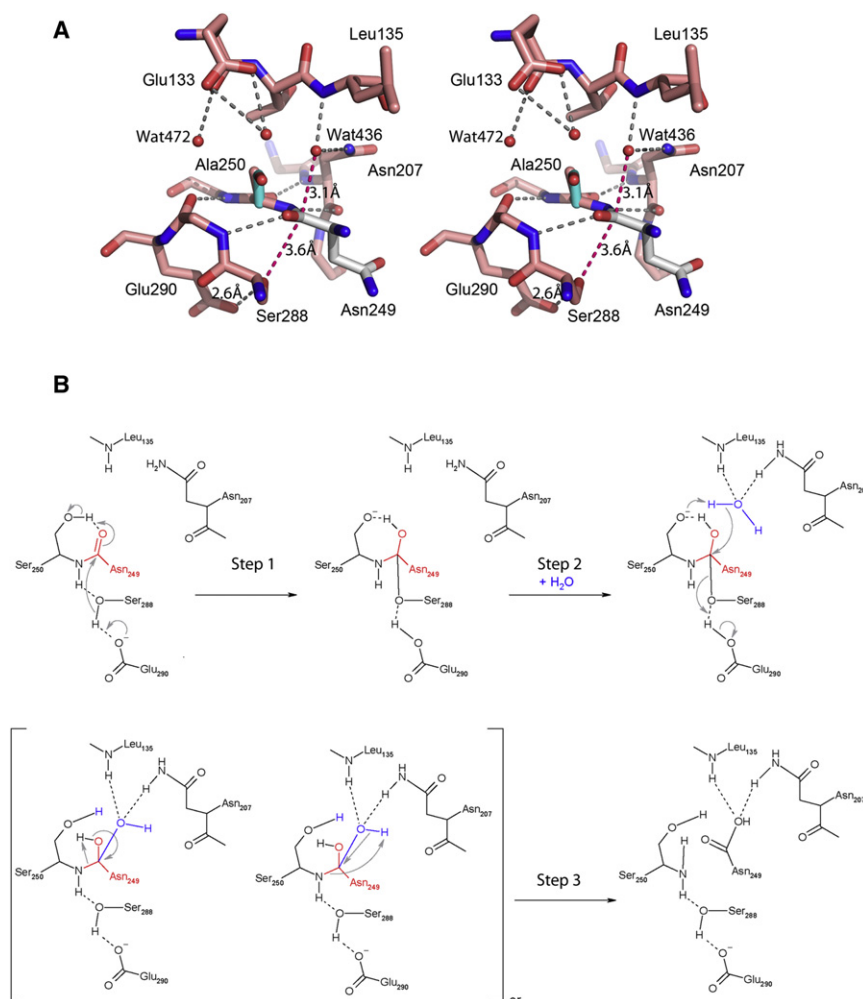 A
Leu135
Leu135
Glu133
Glu133
Wat472
Wat436
Wat472
Wat436
Ala250
Asn207
Ala250
Asn207
3.1Å
3.1Å
3.6Å
3.6Å
Glu290
2.6Å
Asn249
Glu290
2.6Å
Asn249
Ser288
Ser288
B
N Leu135
H
H2N O
Asn207
O
O H O
Ser250 N Asn249
H
O Ser288
H
O−
O Glu290
Step 1
N Leu135
H
H2N O
Asn207
O
O− H O
Ser250 N Asn249
H
O Ser288
H O
O Glu290
Step 2
+ H2O
N Leu135
H
H N O
O
H O H
O− H O
Ser250 N Asn249
H
O Ser288
H O
O Glu290
N Leu135
H
H N O
Asn207
O
O H O H
H O
Ser250 N Asn249
H
O Ser288
H
O−
O Glu290
N Leu135
H
H N O
Asn207
O
O H O H
H O
Ser250 N Asn249
H
O Ser288
H
O−
O Glu290
Step 3
N Leu135
H
H N O
O
O H OH
O
Ser250 H N Asn249
H
O Ser288
H
O−
O Glu290